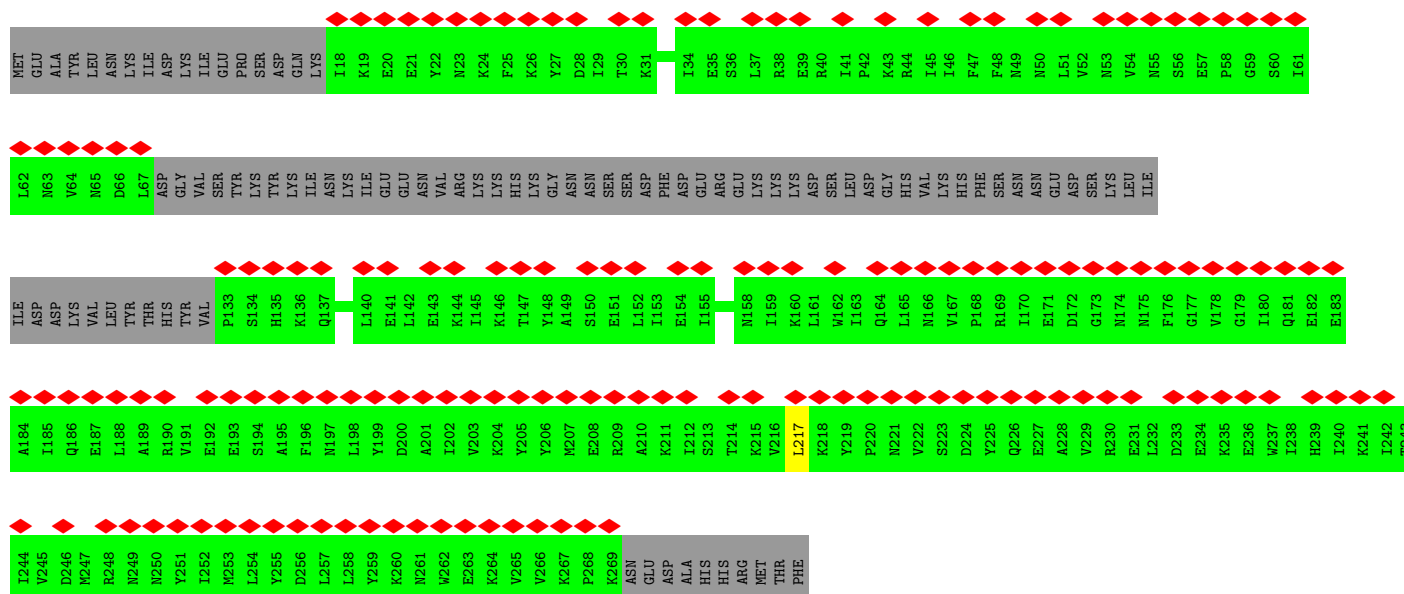 MET GLU ALA TYR LEU ASN LYS ILE ASP LYS ILE GLU PRO SER ASP GLN LYS I18 K19 E20 E21 Y22 N23 K24 F25 K26 Y27 D28 I29 T30 K31 I34 E35 S36 L37 R38 E39 R40 I41 P42 K43 R44 I45 I46 F47 F48 N49 N50 L51 V52 N53 V54 N55 S56 E57 P58 G59 S60 I61
L62 N63 V64 N65 D66 L67 ASP GLY VAL SER TYR LYS TYR LYS ILE ASN LYS ILE GLU GLU ASN VAL ARG LYS LYS HIS LYS GLY ASN ASN SER SER ASP PHE ASP GLU ARG GLU LYS LYS LYS ASP SER LEU ASP GLY HIS VAL LYS HIS PHE SER ASN ASN GLU ASP SER LYS LEU ILE
ILE ASP ASP LYS VAL LEU TYR THR HIS TYR VAL P133 S134 H135 K136 Q137 L140 E141 L142 E143 K144 I145 K146 T147 Y148 A149 S150 E151 L152 I153 E154 I155 N158 I159 K160 L161 W162 I163 Q164 L165 N166 V167 P168 R169 I170 E171 D172 G173 N174 N175 F176 G177 V178 G179 I180 Q181 E182 E183
A184 I185 Q186 E187 L188 A189 R190 V191 E192 E193 S194 A195 F196 N197 L198 Y199 D200 A201 I202 V203 K204 Y205 Y206 M207 E208 R209 A210 K211 I212 S213 T214 K215 V216 L217 K218 Y219 P220 N221 V222 S223 D224 Y225 Q226 E227 A228 V229 R230 E231 L232 D233 E234 K235 E236 W237 I238 H239 I240 K241 I242
I244 V245 D246 M247 R248 N249 N250 Y251 I252 M253 L254 Y255 D256 L257 L258 Y259 K260 N261 W262 E263 K264 V265 V266 K267 P268 K269 ASN GLU ASP ALA HIS HIS ARG MET THR PHE